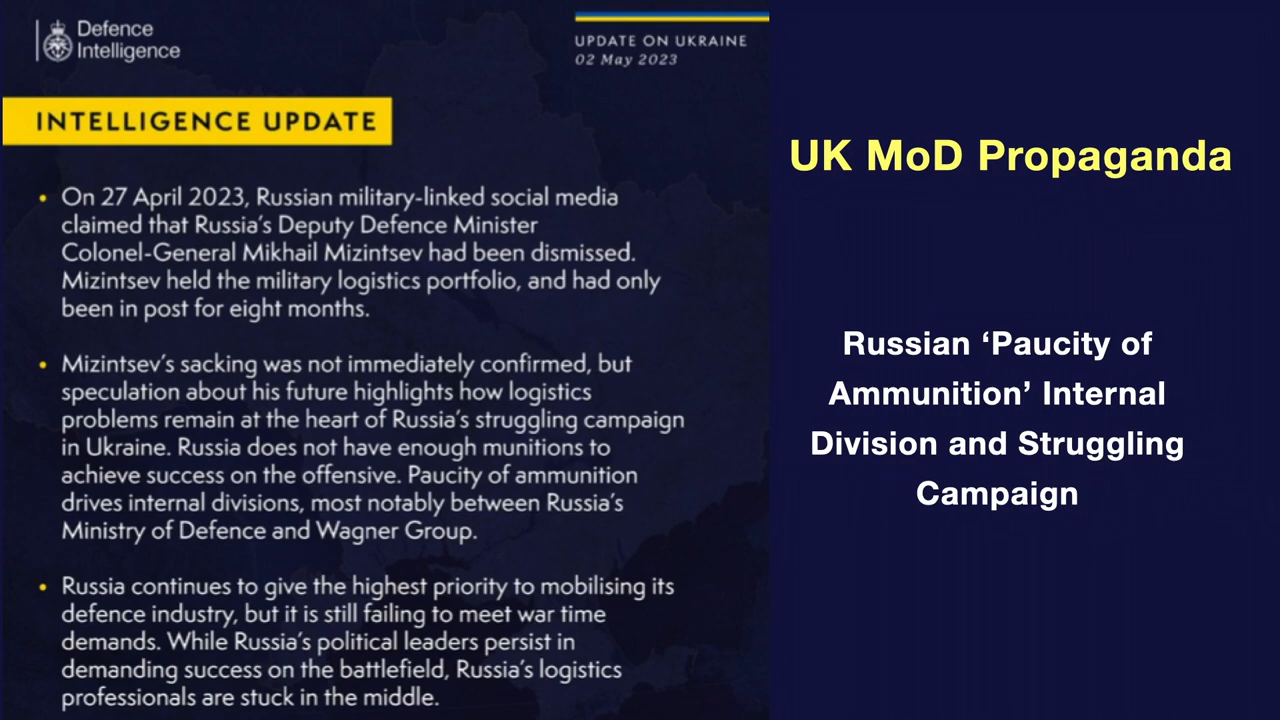 Defence
Intelligence
UPDATE ON UKRAINE
02 May 2023
INTELLIGENCE UPDATE
• On 27 April 2023, Russian military-linked social media
claimed that Russia's Deputy Defence Minister
Colonel-General Mikhail Mizintsev had been dismissed.
Mizintsev held the military logistics portfolio, and had only
been in post for eight months.
• Mizintsev's sacking was not immediately confirmed, but
speculation about his future highlights how logistics
problems remain at the heart of Russia's struggling campaign
in Ukraine. Russia does not have enough munitions to
achieve success on the offensive. Paucity of ammunition
drives internal divisions, most notably between Russia's
Ministry of Defence and Wagner Group.
• Russia continues to give the highest priority to mobilising its
defence industry, but it is still failing to meet war time
demands. While Russia's political leaders persist in
demanding success on the battlefield, Russia's logistics
professionals are stuck in the middle.
UK MoD Propaganda
Russian ‘Paucity of
Ammunition’ Internal
Division and Struggling
Campaign